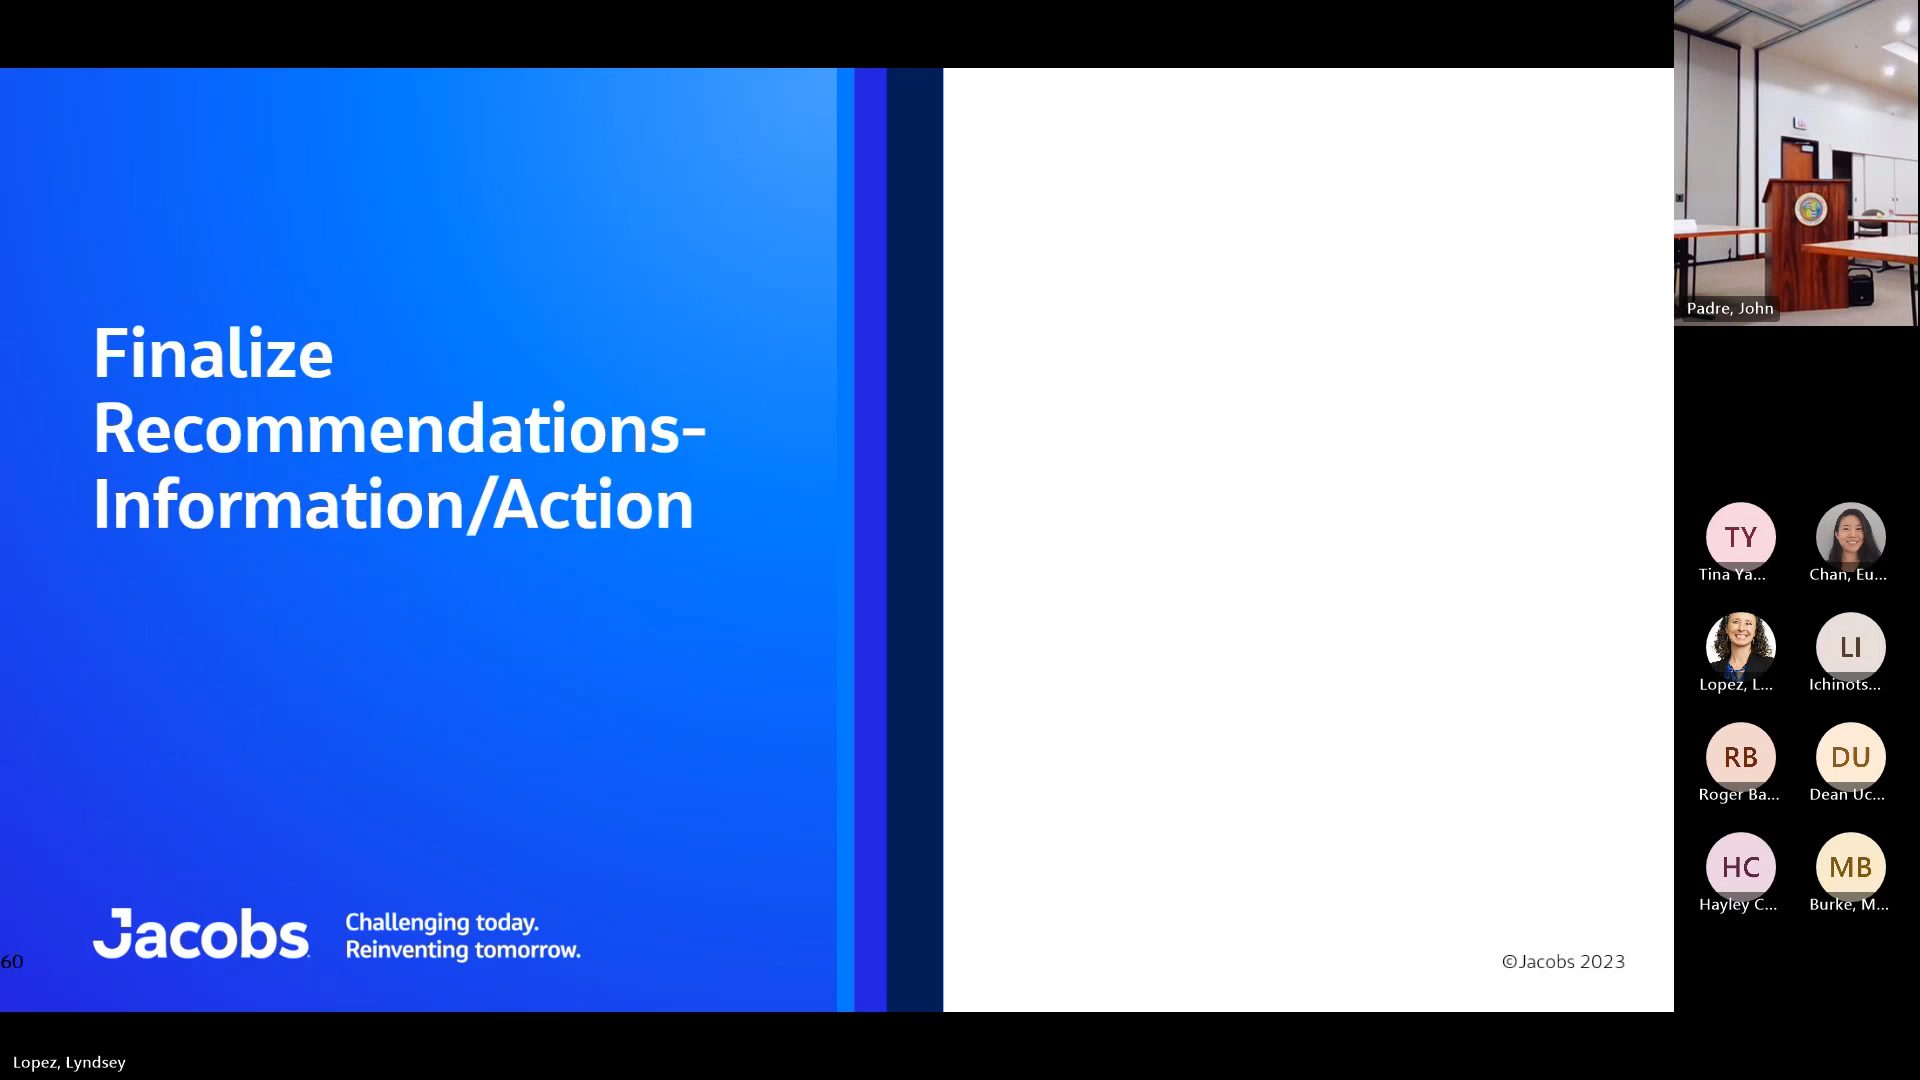 Finalize
Recommendations-
Information/Action
Jacobs
Challenging today.
Reinventing tomorrow.
60
©Jacobs 2023
Padre, John
TY
Tina Ya...
Chan, Eu...
Lopez, L...
LI
Ichinots...
RB
Roger Ba...
DU
Dean Uc...
HC
Hayley C...
MB
Burke, M...
Lopez, Lyndsey